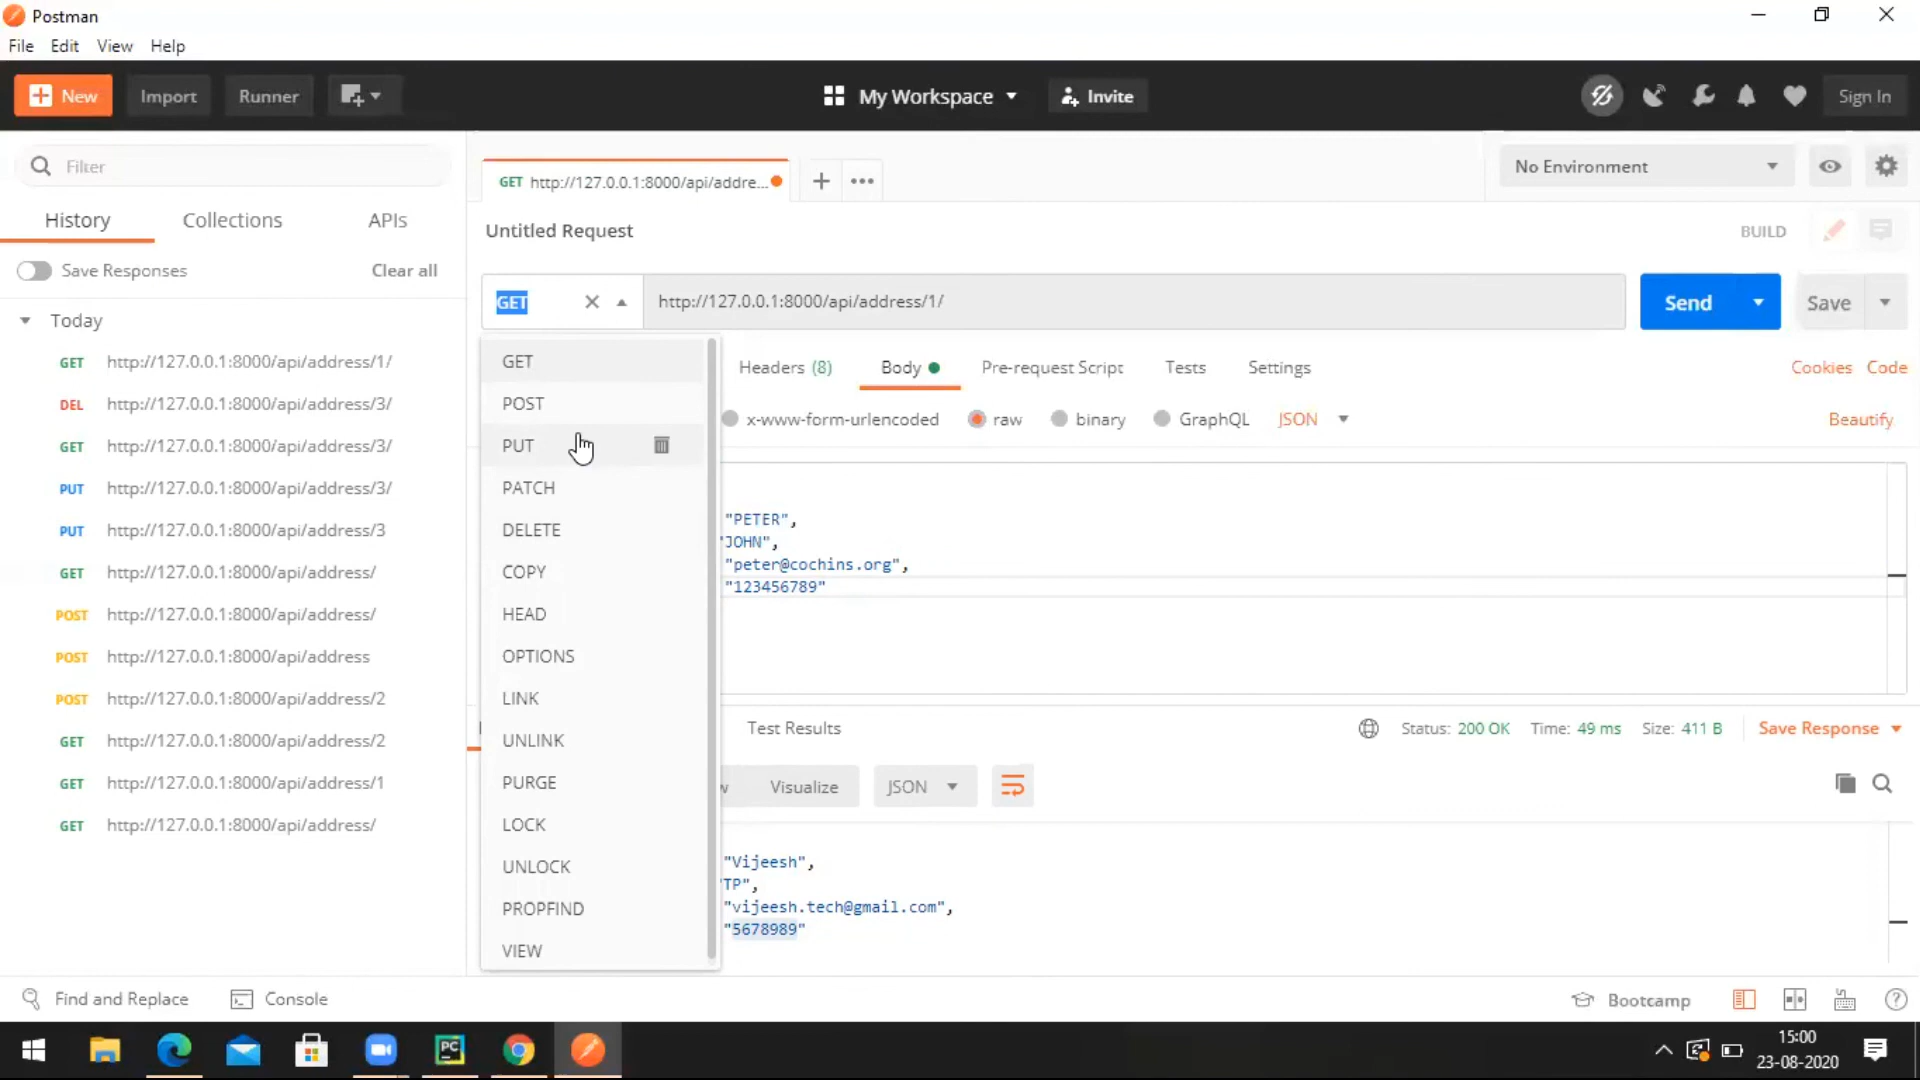 Postman
File Edit View Help
New Import Runner My Workspace Invite Sign In
Filter
History Collections APIs
Save Responses Clear all
Today
GET http://127.0.0.1:8000/api/address/1/
DEL http://127.0.0.1:8000/api/address/3/
GET http://127.0.0.1:8000/api/address/3/
PUT http://127.0.0.1:8000/api/address/3/
PUT http://127.0.0.1:8000/api/address/3
GET http://127.0.0.1:8000/api/address/
POST http://127.0.0.1:8000/api/address/
POST http://127.0.0.1:8000/api/address
POST http://127.0.0.1:8000/api/address/2
GET http://127.0.0.1:8000/api/address/2
GET http://127.0.0.1:8000/api/address/1
GET http://127.0.0.1:8000/api/address/
GET http://127.0.0.1:8000/api/addre...
No Environment
Untitled Request BUILD
GET http://127.0.0.1:8000/api/address/1/ Send Save
GET
POST
PUT
PATCH
DELETE
COPY
HEAD
OPTIONS
LINK
UNLINK
PURGE
LOCK
UNLOCK
PROPFIND
VIEW
Headers (8) Body Pre-request Script Tests Settings Cookies Code
x-www-form-urlencoded raw binary GraphQL JSON Beautify
"PETER",
"JOHN",
"peter@cochins.org",
"123456789"
Test Results Status: 200 OK Time: 49 ms Size: 411 B Save Response
w Visualize JSON
"Vijeesh",
"TP",
"vijeesh.tech@gmail.com",
"5678989"
Find and Replace Console Bootcamp
PC
15:00
23-08-2020